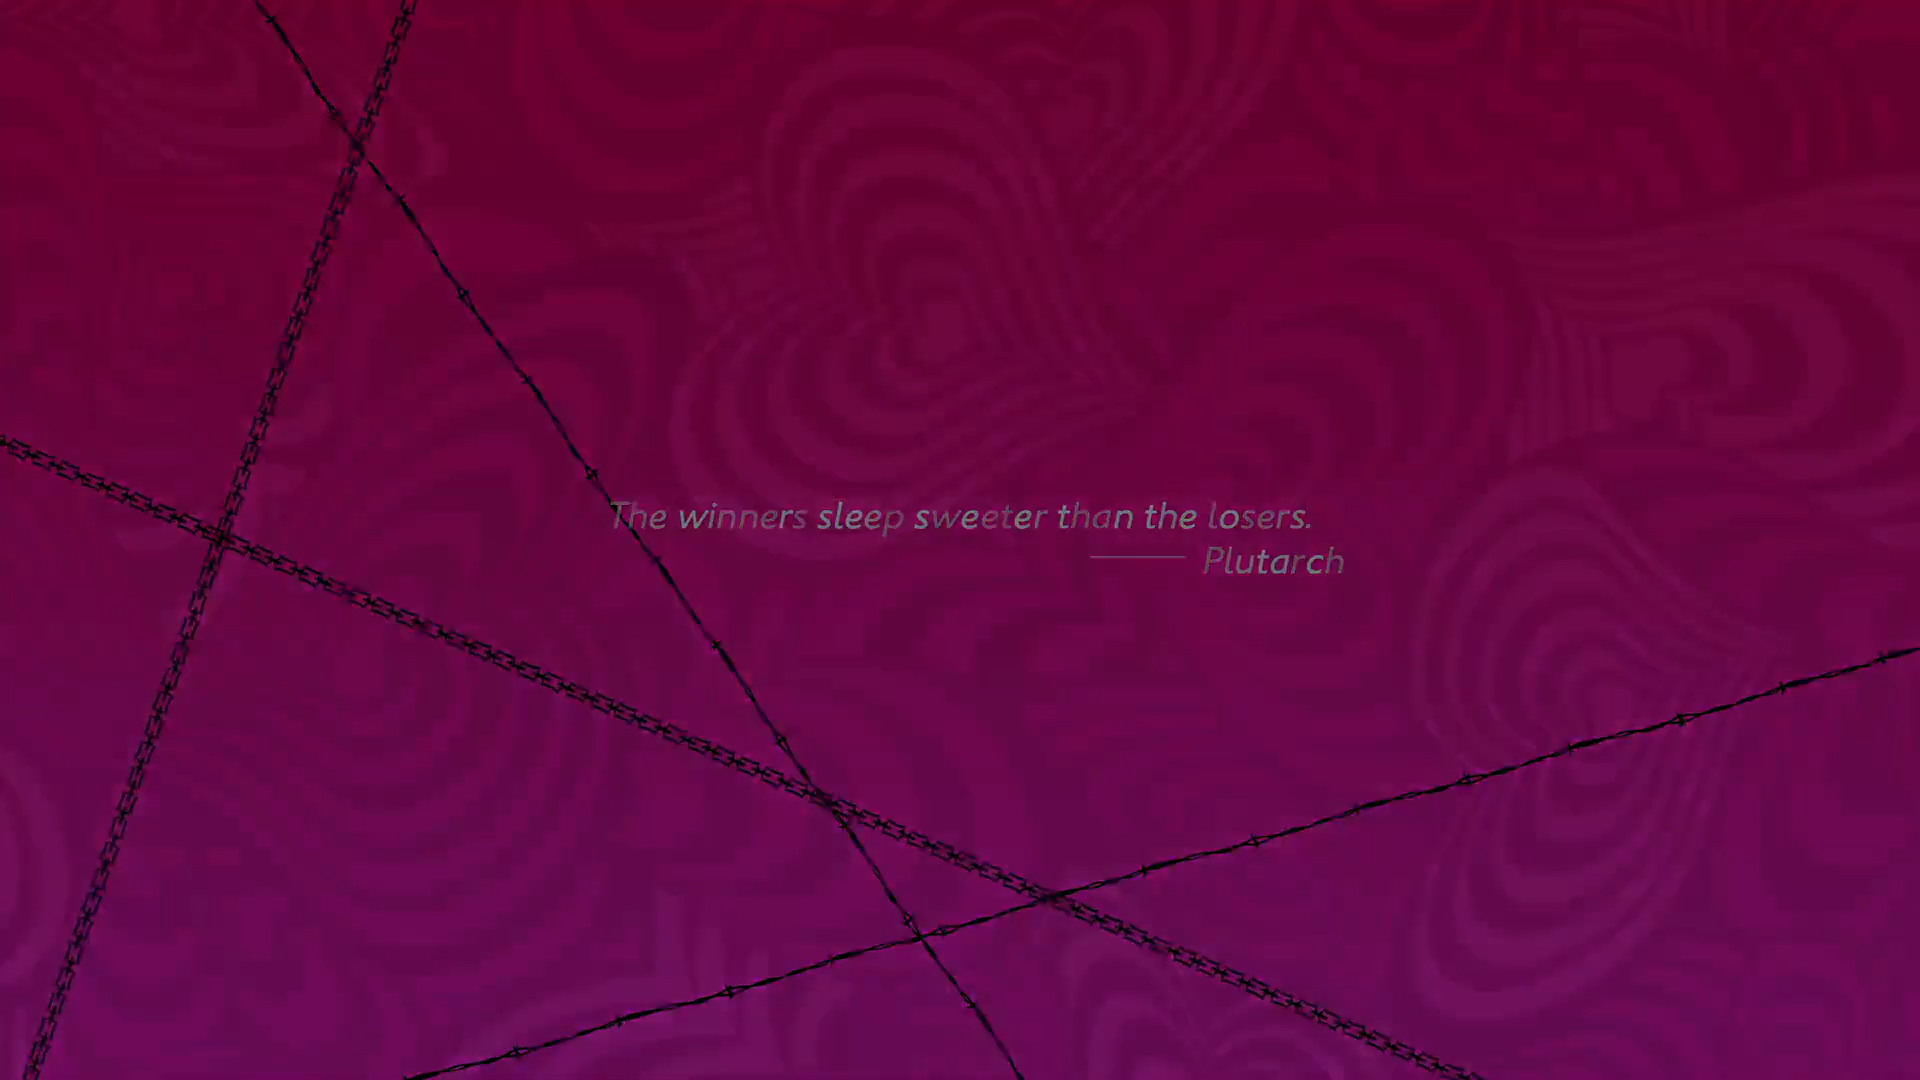 The winners sleep sweeter than the losers.
——— Plutarch